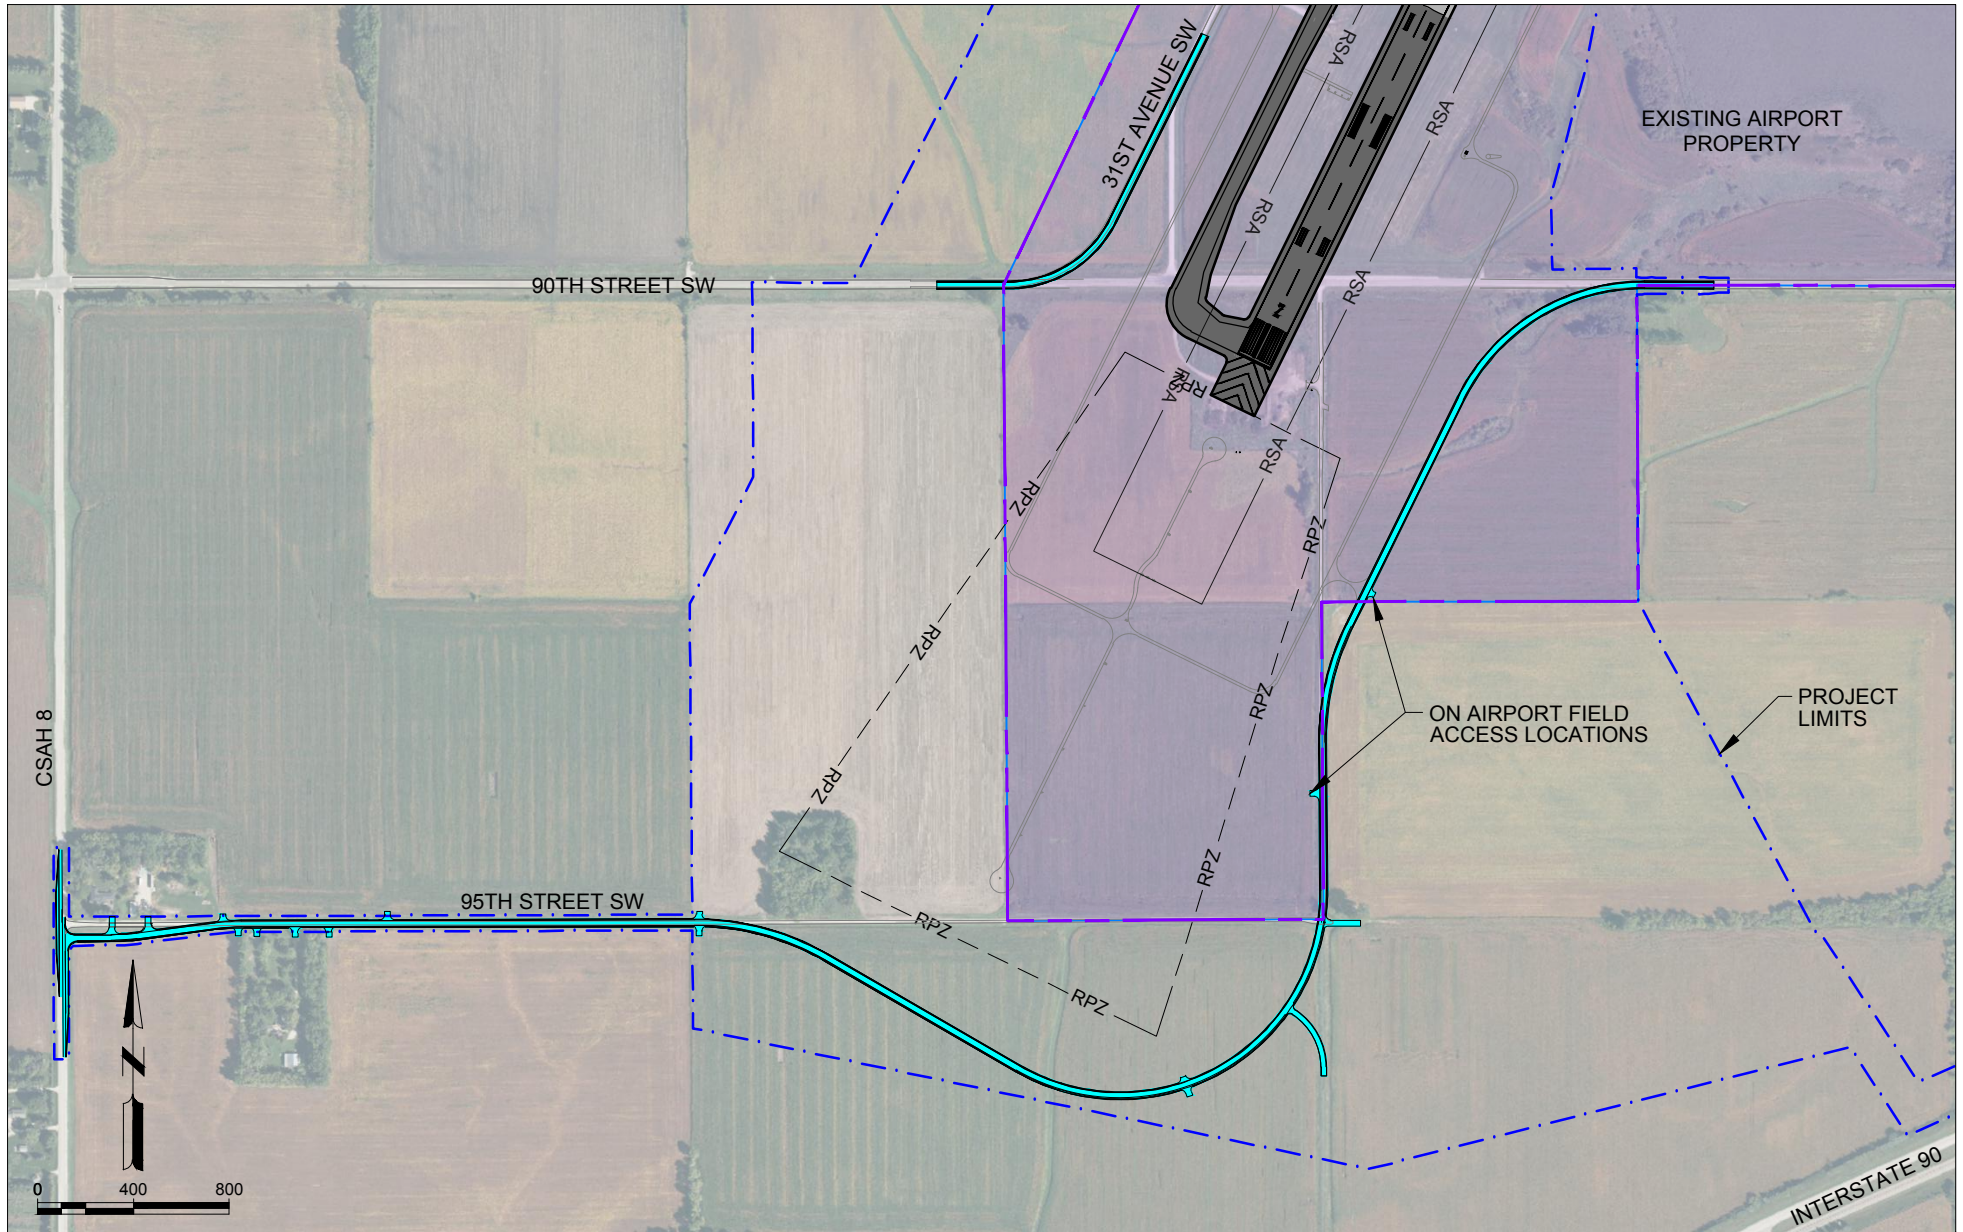 31ST AVENUE SW
RSA
RSA
EXISTING AIRPORT
PROPERTY
RSA
90TH STREET SW
RSA
RSA
RPZ
RSA
RPZ
RPZ
RPZ
RPZ
ON AIRPORT FIELD
ACCESS LOCATIONS
PROJECT
LIMITS
CSAH 8
RPZ
RPZ
95TH STREET SW
RPZ
RPZ
N
0 400 800
INTERSTATE 90